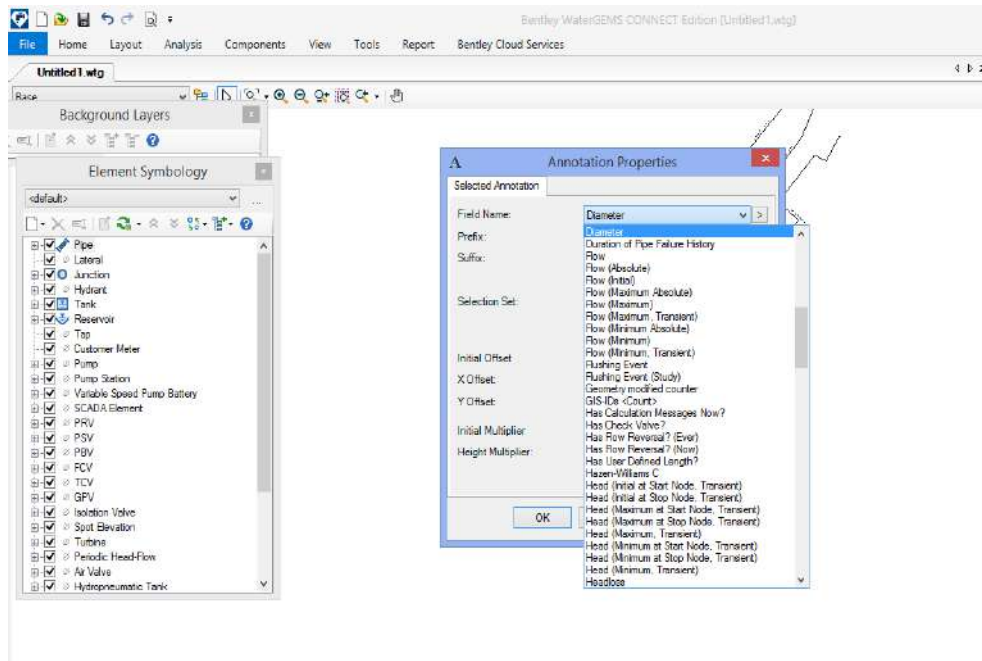 Bentley WaterGEMS CONNECT Edition [Untitled1.wtg]
File Home Layout Analysis Components View Tools Report Bentley Cloud Services
Untitled1.wtg
Base
Background Layers
Element Symbology
<default>
Pipe
Lateral
Junction
Hydrant
Tank
Reservoir
Tap
Customer Meter
Pump
Pump Station
Variable Speed Pump Battery
SCADA Element
PRV
PSV
PBV
FCV
TCV
GPV
Isolation Valve
Spot Elevation
Turbine
Periodic Head-Flow
Air Valve
Hydropneumatic Tank
A Annotation Properties
Selected Annotation
Field Name: Diameter
Prefix:
Suffix:
Selection Set:
Initial Offset
X Offset:
Y Offset:
Initial Multiplier
Height Multiplier:
OK
Diameter
Duration of Pipe Failure History
Flow
Flow (Absolute)
Flow (Initial)
Flow (Maximum Absolute)
Flow (Maximum)
Flow (Maximum, Transient)
Flow (Minimum Absolute)
Flow (Minimum)
Flow (Minimum, Transient)
Flushing Event
Flushing Event (Study)
Geometry modified counter
GIS-IDs <Count>
Has Calculation Messages Now?
Has Check Valve?
Has Flow Reversal? (Ever)
Has Flow Reversal? (Now)
Has User Defined Length?
Hazen-Williams C
Head (Initial at Start Node, Transient)
Head (Initial at Stop Node, Transient)
Head (Maximum at Start Node, Transient)
Head (Maximum at Stop Node, Transient)
Head (Maximum, Transient)
Head (Minimum at Start Node, Transient)
Head (Minimum at Stop Node, Transient)
Head (Minimum, Transient)
Headloss